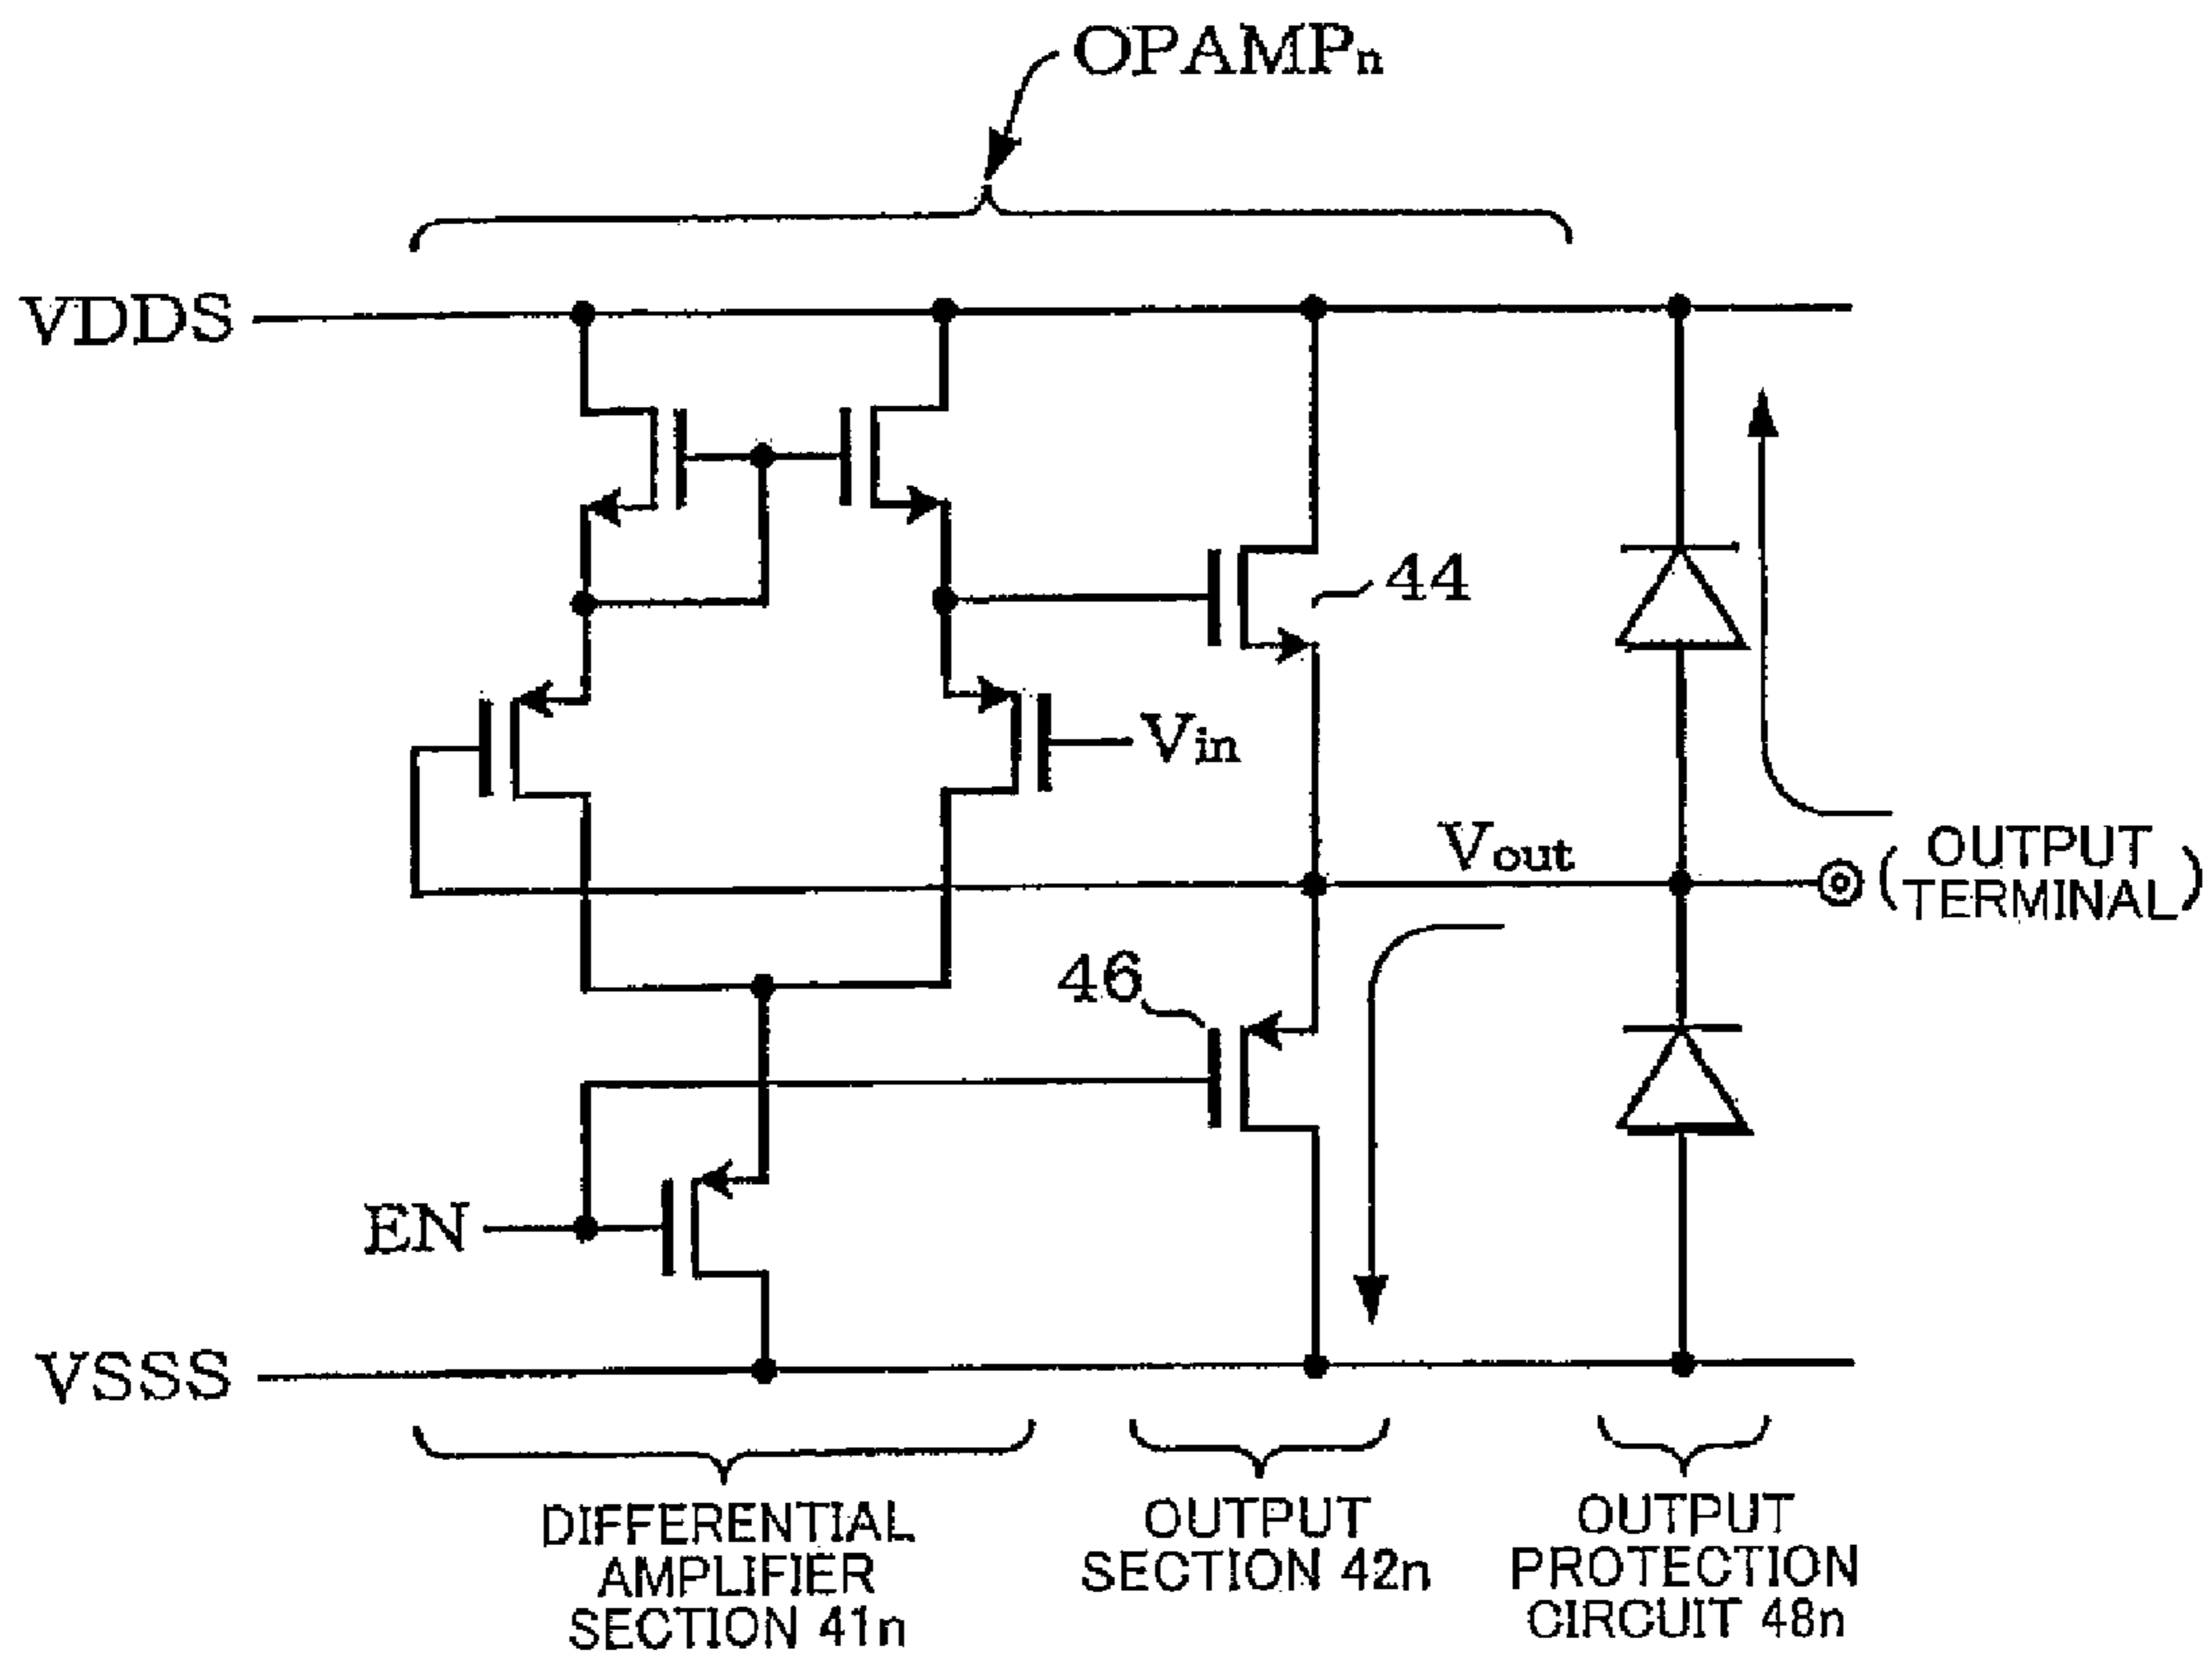 OPAMPn
VDDS
44
Vin
Vout
( OUTPUT
TERMINAL )
46
EN
VSSS
DIFFERENTIAL
AMPLIFIER
SECTION 41n
OUTPUT
SECTION 42n
OUTPUT
PROTECTION
CIRCUIT 48n